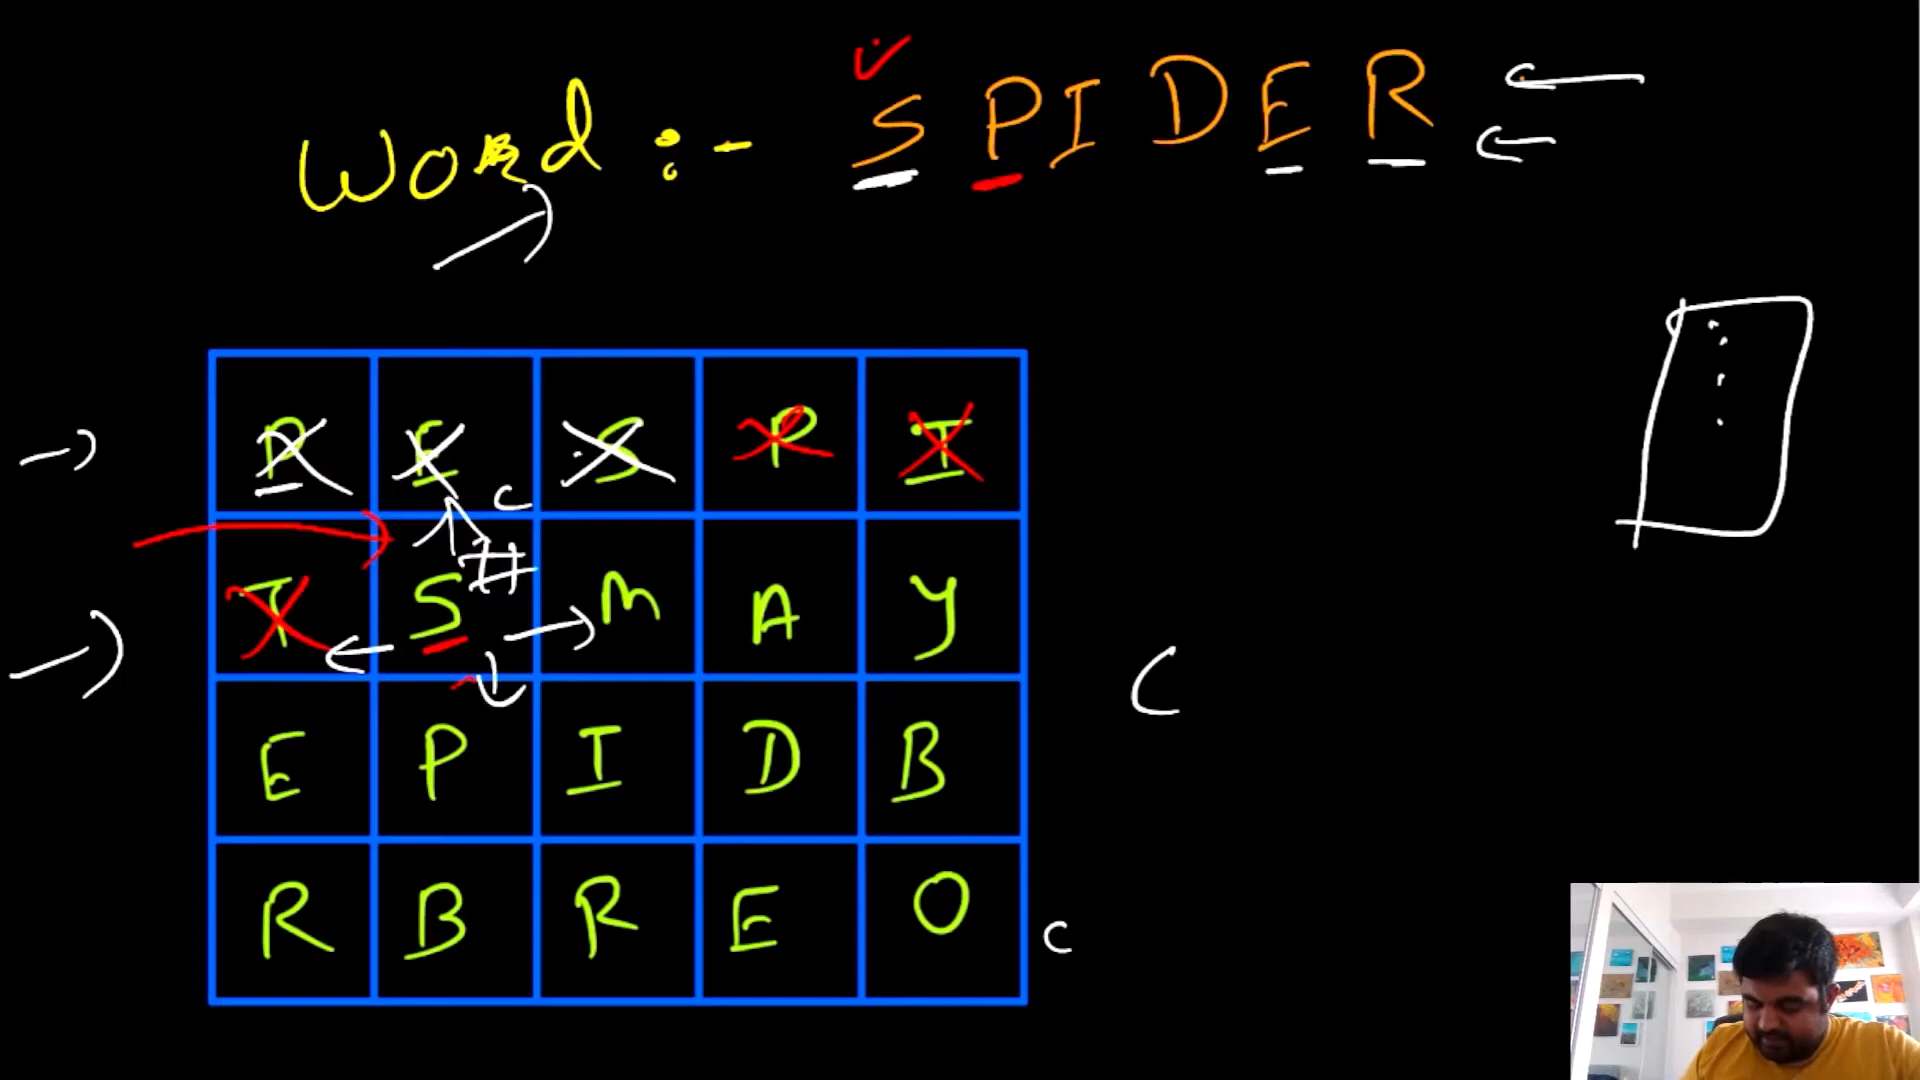 Word :- SPIDER
P E S P I
C
#
I S M A Y
C
E P I D B
R B R E O
C